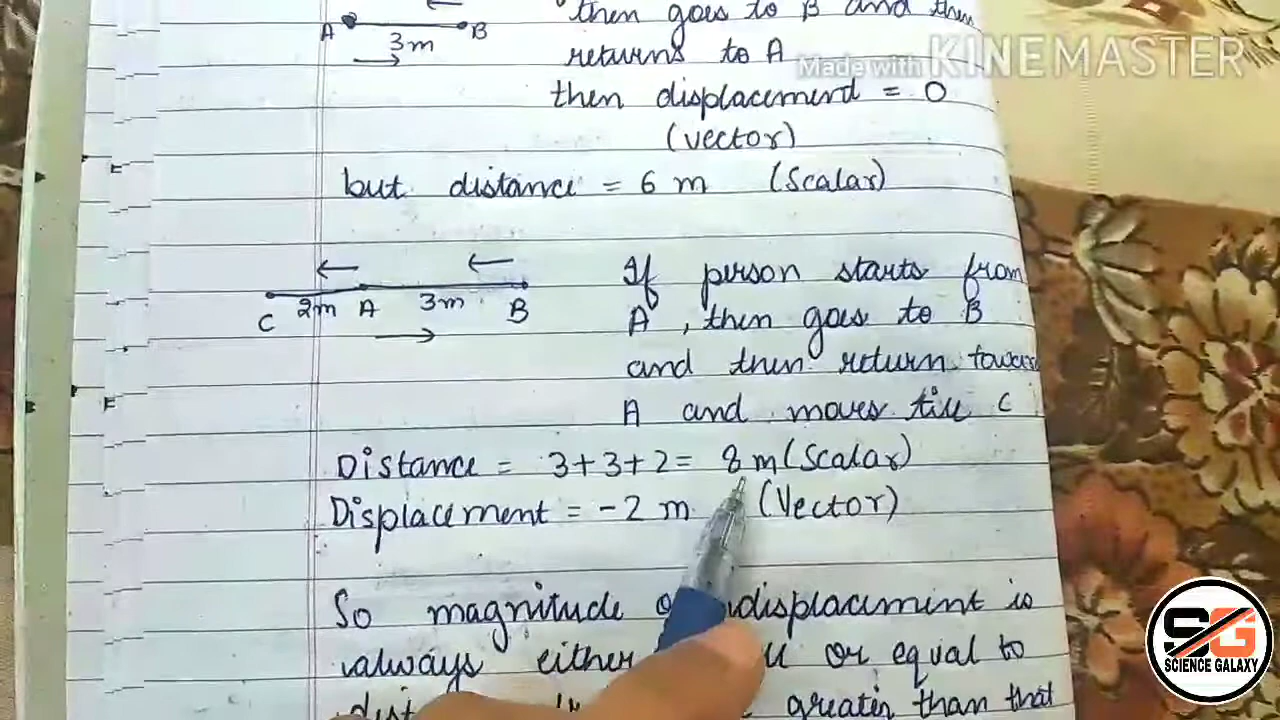 A 3m B
then goes to B and then
returns to A
Made with KINEMASTER
then displacement = 0
(vector)
but distance = 6 m (Scalar)
C 2m A 3m B
If person starts from
A, then goes to B
and then return toward
A and moves till C
Distance = 3+3+2 = 8 m (Scalar)
Displacement = -2 m (Vector)
So magnitude displacement is
always either or equal to
greater than that
SG
SCIENCE GALAXY